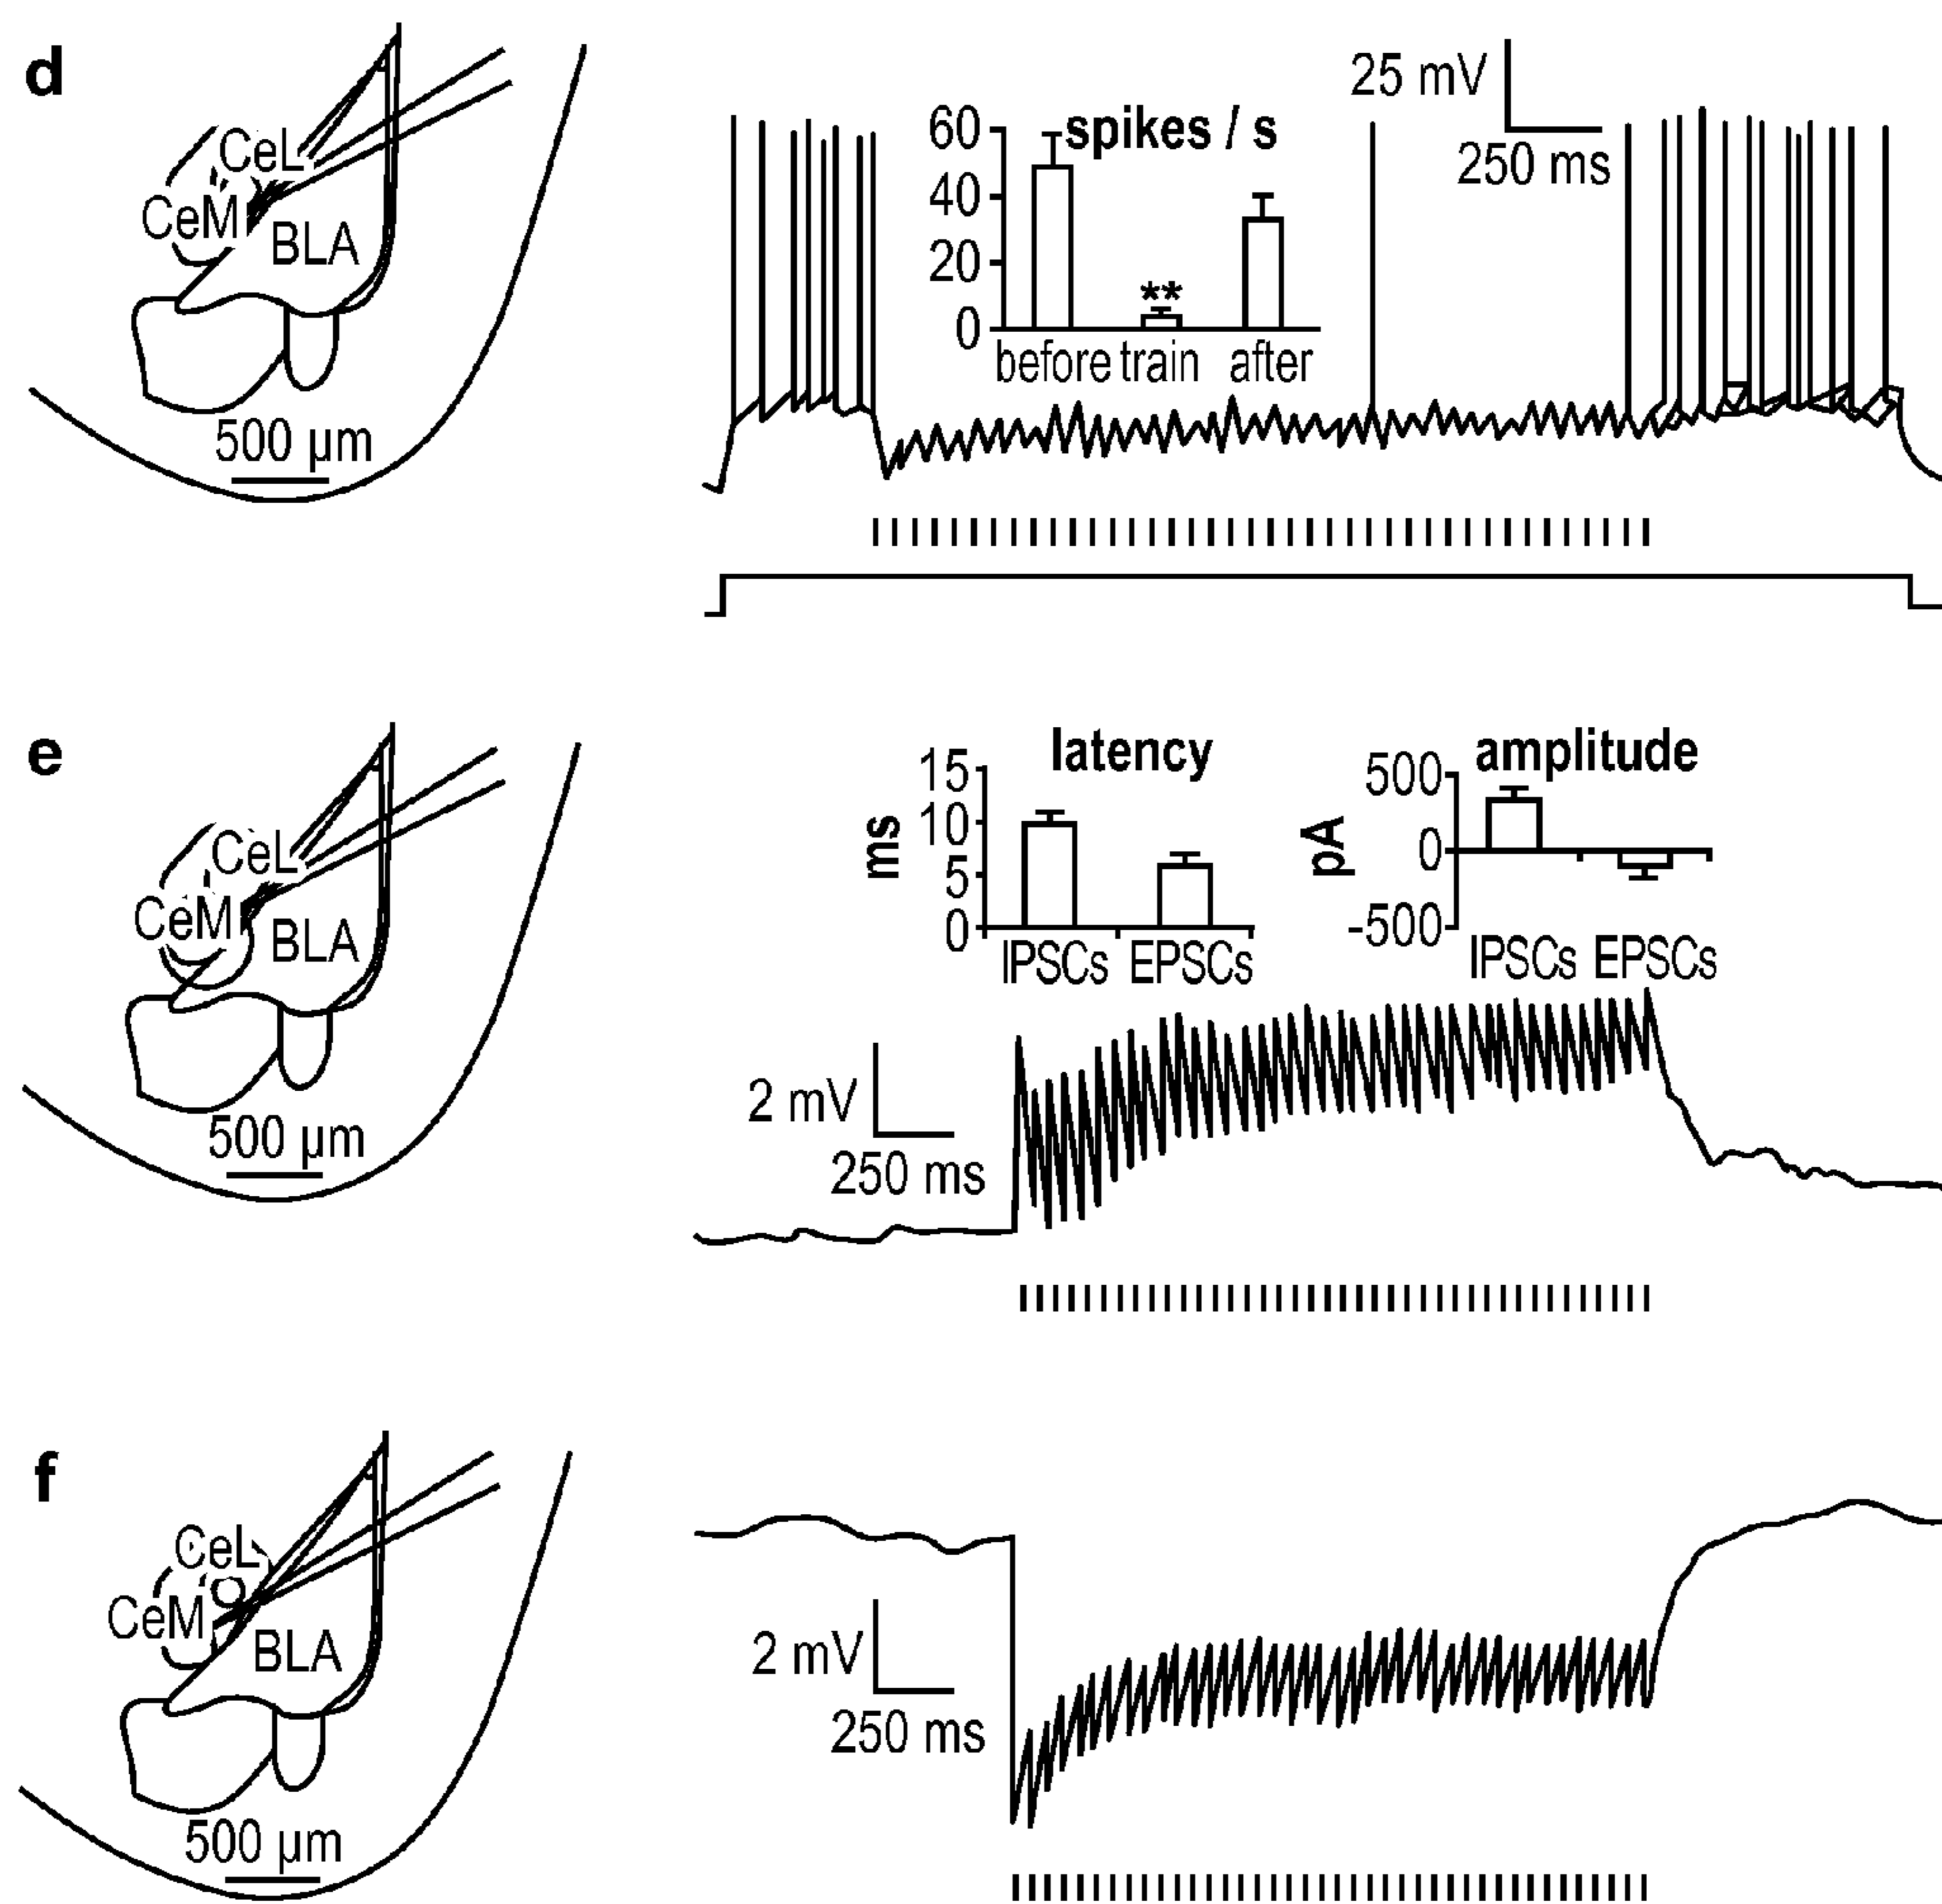 d
CeL
CeM
BLA
500 µm
60
40
20
0
spikes / s
**
before train after
25 mV
250 ms
e
CeL
CeM
BLA
500 µm
latency
ms
15
10
5
0
IPSCs EPSCs
amplitude
pA
500
0
-500
IPSCs EPSCs
2 mV
250 ms
f
CeL
CeM
BLA
500 µm
2 mV
250 ms